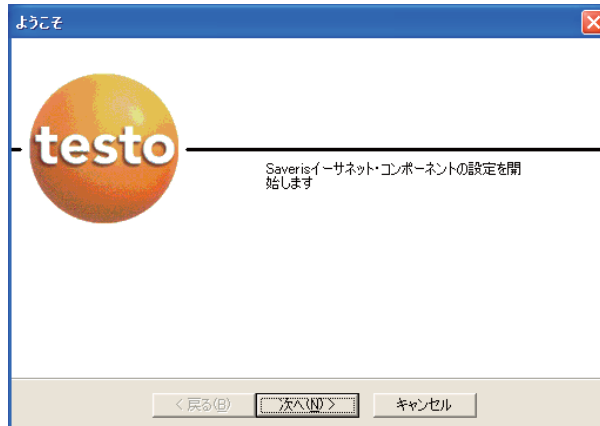 ようこそ
testo
Saverisイーサネット・コンポーネントの設定を開
始します
< 戻る(B)
次へ(N) >
キャンセル